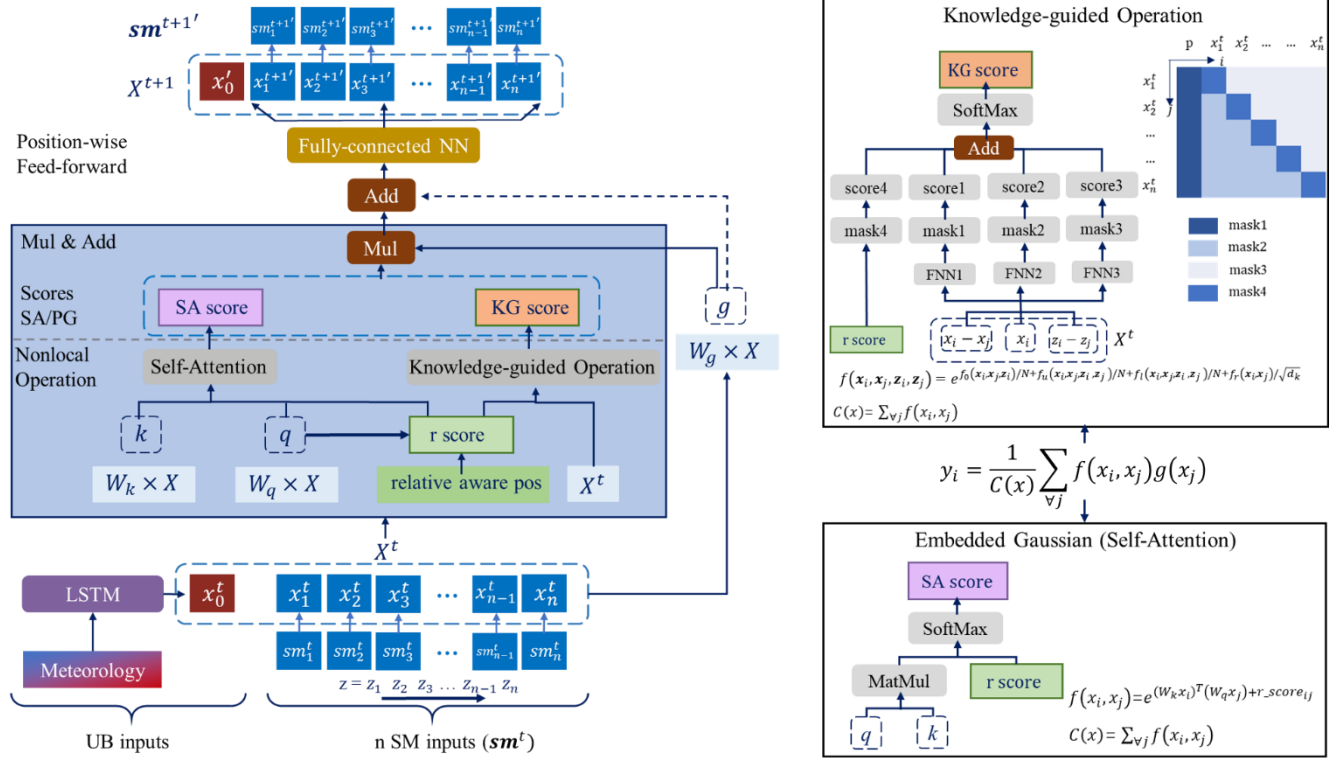 sm^{t+1'}
sm_1^{t+1'} sm_2^{t+1'} sm_3^{t+1'} ... sm_{n-1}^{t+1'} sm_n^{t+1'}
X^{t+1}
x_0' x_1^{t+1'} x_2^{t+1'} x_3^{t+1'} ... x_{n-1}^{t+1'} x_n^{t+1'}
Position-wise
Feed-forward
Fully-connected NN
Add
Mul & Add
Mul
Scores
SA/PG
SA score
KG score
g
W_g × X
Nonlocal
Operation
Self-Attention
Knowledge-guided Operation
k
q
r score
W_k × X
W_q × X
relative aware pos
X^t
X^t
LSTM
x_0^t
x_1^t x_2^t x_3^t ... x_{n-1}^t x_n^t
Meteorology
sm_1^t sm_2^t sm_3^t ... sm_{n-1}^t sm_n^t
z = z_1 z_2 z_3 ... z_{n-1} z_n
UB inputs
n SM inputs (sm^t)
Knowledge-guided Operation
KG score
SoftMax
Add
score4 score1 score2 score3
mask4 mask1 mask2 mask3
FNN1 FNN2 FNN3
r score
x_i − x_j x_i z_i − z_j X^t
p x_1^t x_2^t ... ... x_n^t
i
x_1^t
x_2^t j
...
...
x_n^t
mask1
mask2
mask3
mask4
f(x_i, x_j, z_i, z_j) = e^{f_0(x_i,x_j,z_i)/N+f_u(x_i,x_j,z_i,z_j)/N+f_l(x_i,x_j,z_i,z_j)/N+f_r(x_i,x_j)/√d_k}
C(x) = ∑_{∀j} f(x_i, x_j)
y_i = \frac{1}{C(x)} ∑_{∀j} f(x_i, x_j)g(x_j)
Embedded Gaussian (Self-Attention)
SA score
SoftMax
MatMul
r score
q
k
f(x_i, x_j)=e^{(W_k x_i)^T(W_q x_j)+r_score_{ij}}
C(x) = ∑_{∀j} f(x_i, x_j)